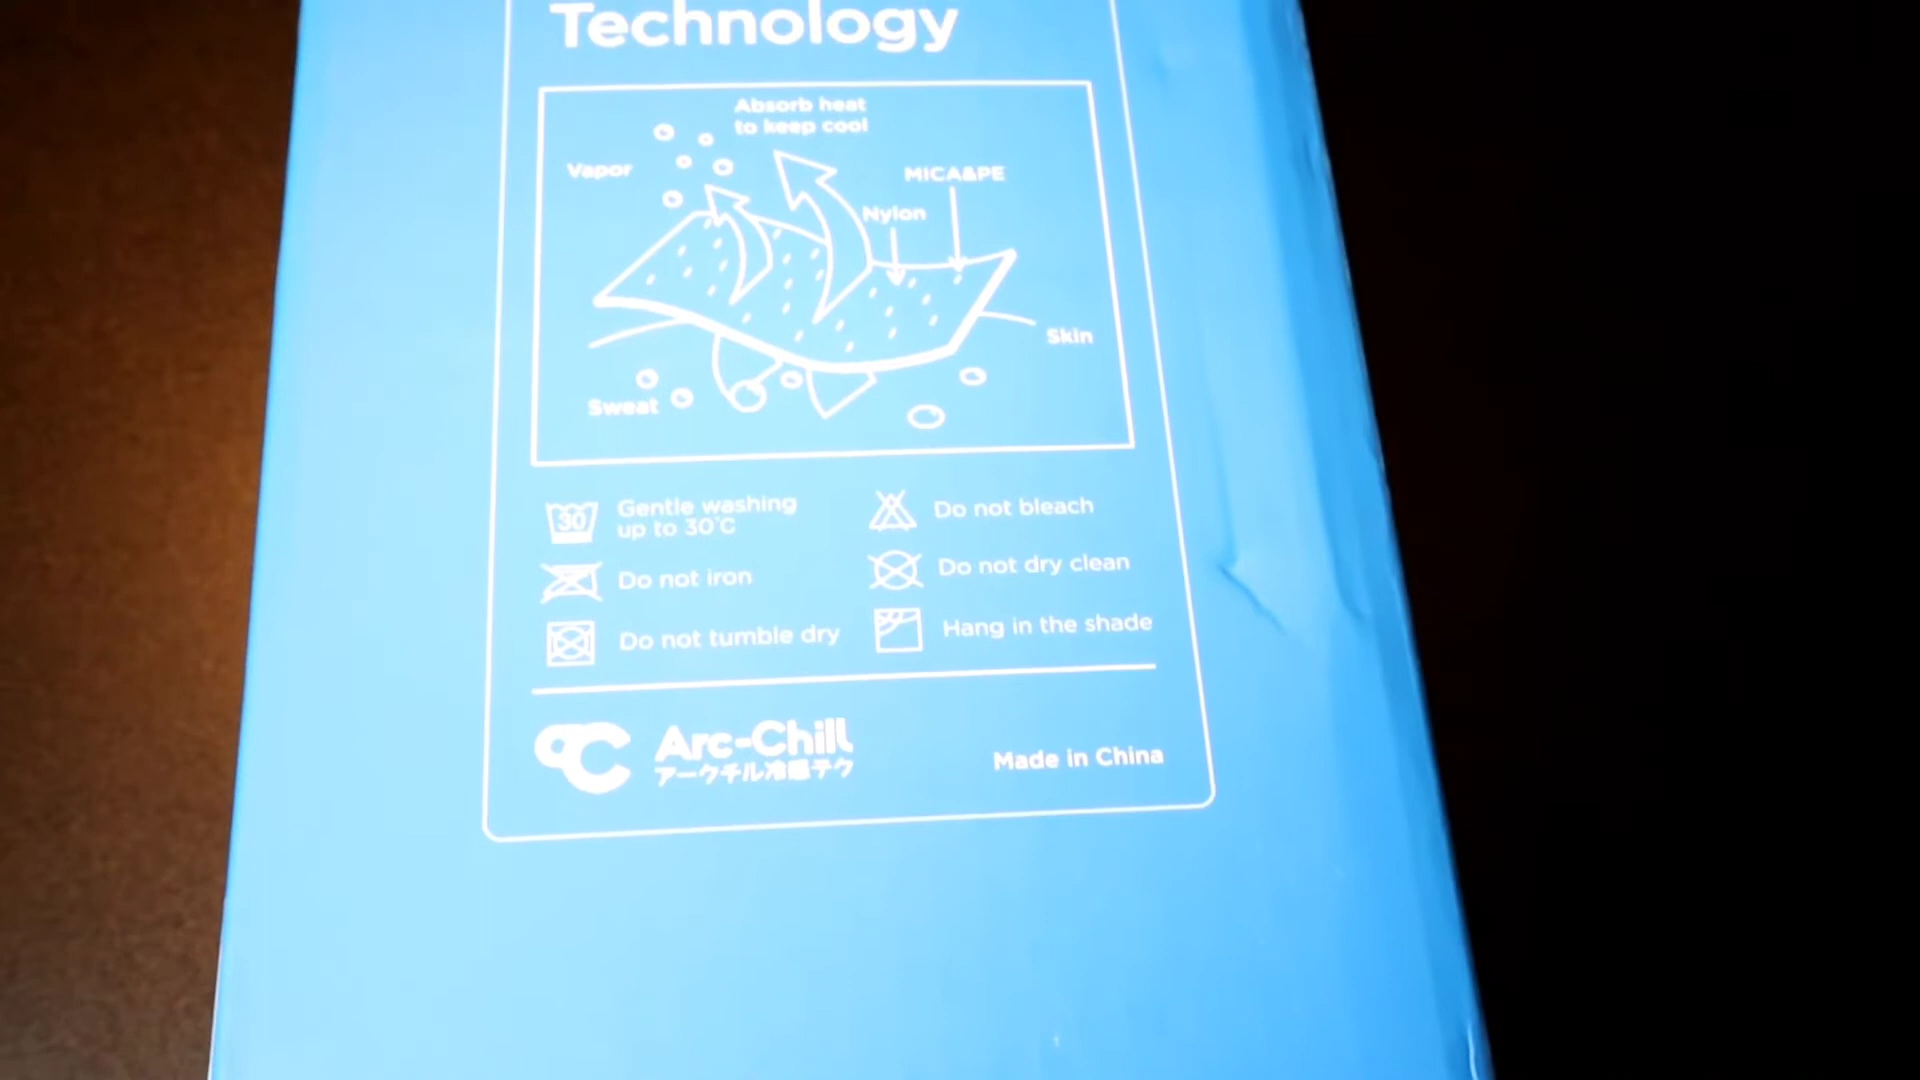 Technology
Absorb heat
to keep cool
Vapor
MICA&PE
Nylon
Skin
Sweat
30
Gentle washing
up to 30°C
Do not bleach
Do not iron
Do not dry clean
Do not tumble dry
Hang in the shade
Arc-Chill
アークチル冷感テク
Made in China